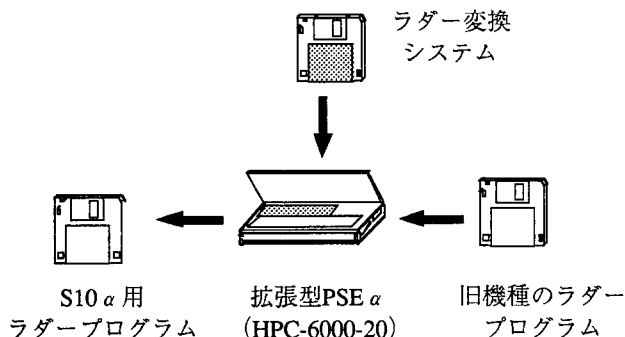 ラダー変換
システム
S10α用
ラダープログラム
拡張型PSEα
(HPC-6000-20)
旧機種のラダー
プログラム